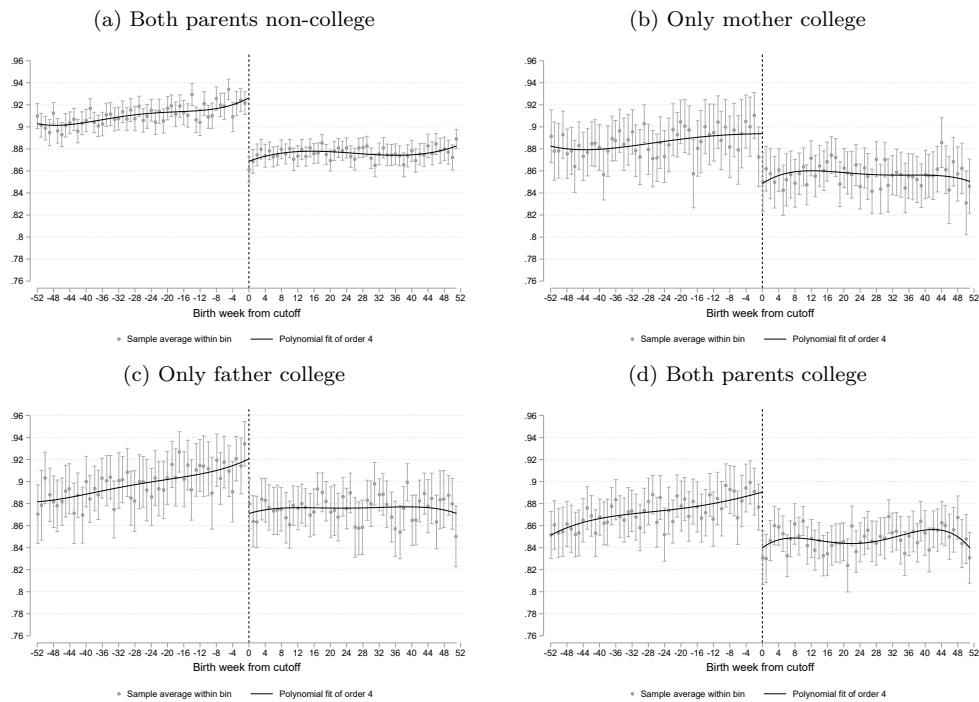 (a) Both parents non-college
(b) Only mother college
.96
.94
.92
.9
.88
.86
.84
.82
.8
.78
.76
-52 -48 -44 -40 -36 -32 -28 -24 -20 -16 -12 -8 -4 0 4 8 12 16 20 24 28 32 36 40 44 48 52
Birth week from cutoff
Sample average within bin Polynomial fit of order 4
.96
.94
.92
.9
.88
.86
.84
.82
.8
.78
.76
-52 -48 -44 -40 -36 -32 -28 -24 -20 -16 -12 -8 -4 0 4 8 12 16 20 24 28 32 36 40 44 48 52
Birth week from cutoff
Sample average within bin Polynomial fit of order 4
(c) Only father college
(d) Both parents college
.96
.94
.92
.9
.88
.86
.84
.82
.8
.78
.76
-52 -48 -44 -40 -36 -32 -28 -24 -20 -16 -12 -8 -4 0 4 8 12 16 20 24 28 32 36 40 44 48 52
Birth week from cutoff
Sample average within bin Polynomial fit of order 4
.96
.94
.92
.9
.88
.86
.84
.82
.8
.78
.76
-52 -48 -44 -40 -36 -32 -28 -24 -20 -16 -12 -8 -4 0 4 8 12 16 20 24 28 32 36 40 44 48 52
Birth week from cutoff
Sample average within bin Polynomial fit of order 4